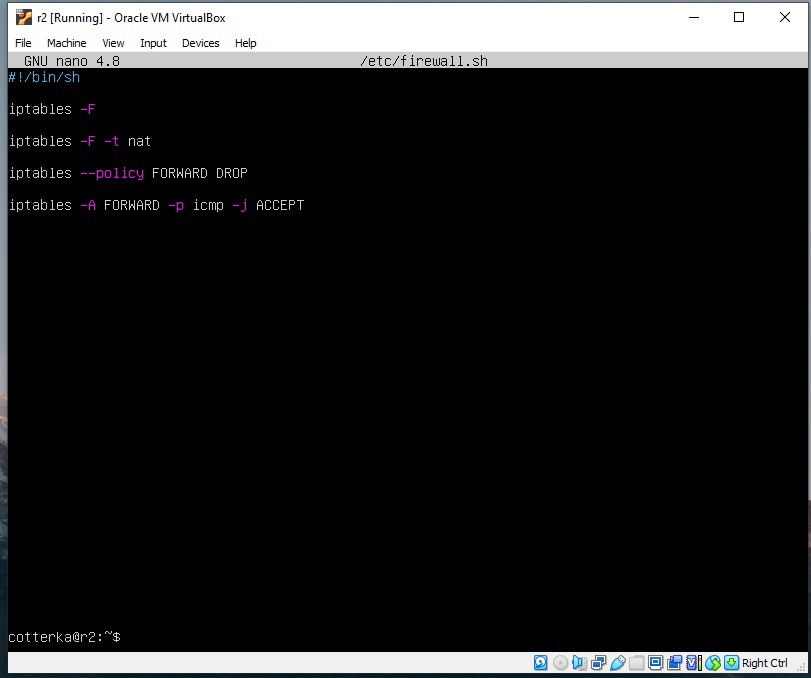 r2 [Running] - Oracle VM VirtualBox
File Machine View Input Devices Help
GNU nano 4.8 /etc/firewall.sh
#!/bin/sh
iptables -F
iptables -F -t nat
iptables --policy FORWARD DROP
iptables -A FORWARD -p icmp -j ACCEPT
cotterka@r2:~$
Right Ctrl